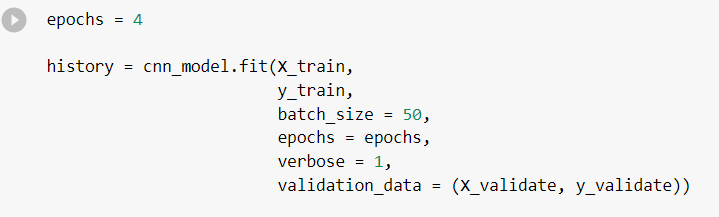 epochs = 4
history = cnn_model.fit(X_train,
y_train,
batch_size = 50,
epochs = epochs,
verbose = 1,
validation_data = (X_validate, y_validate))